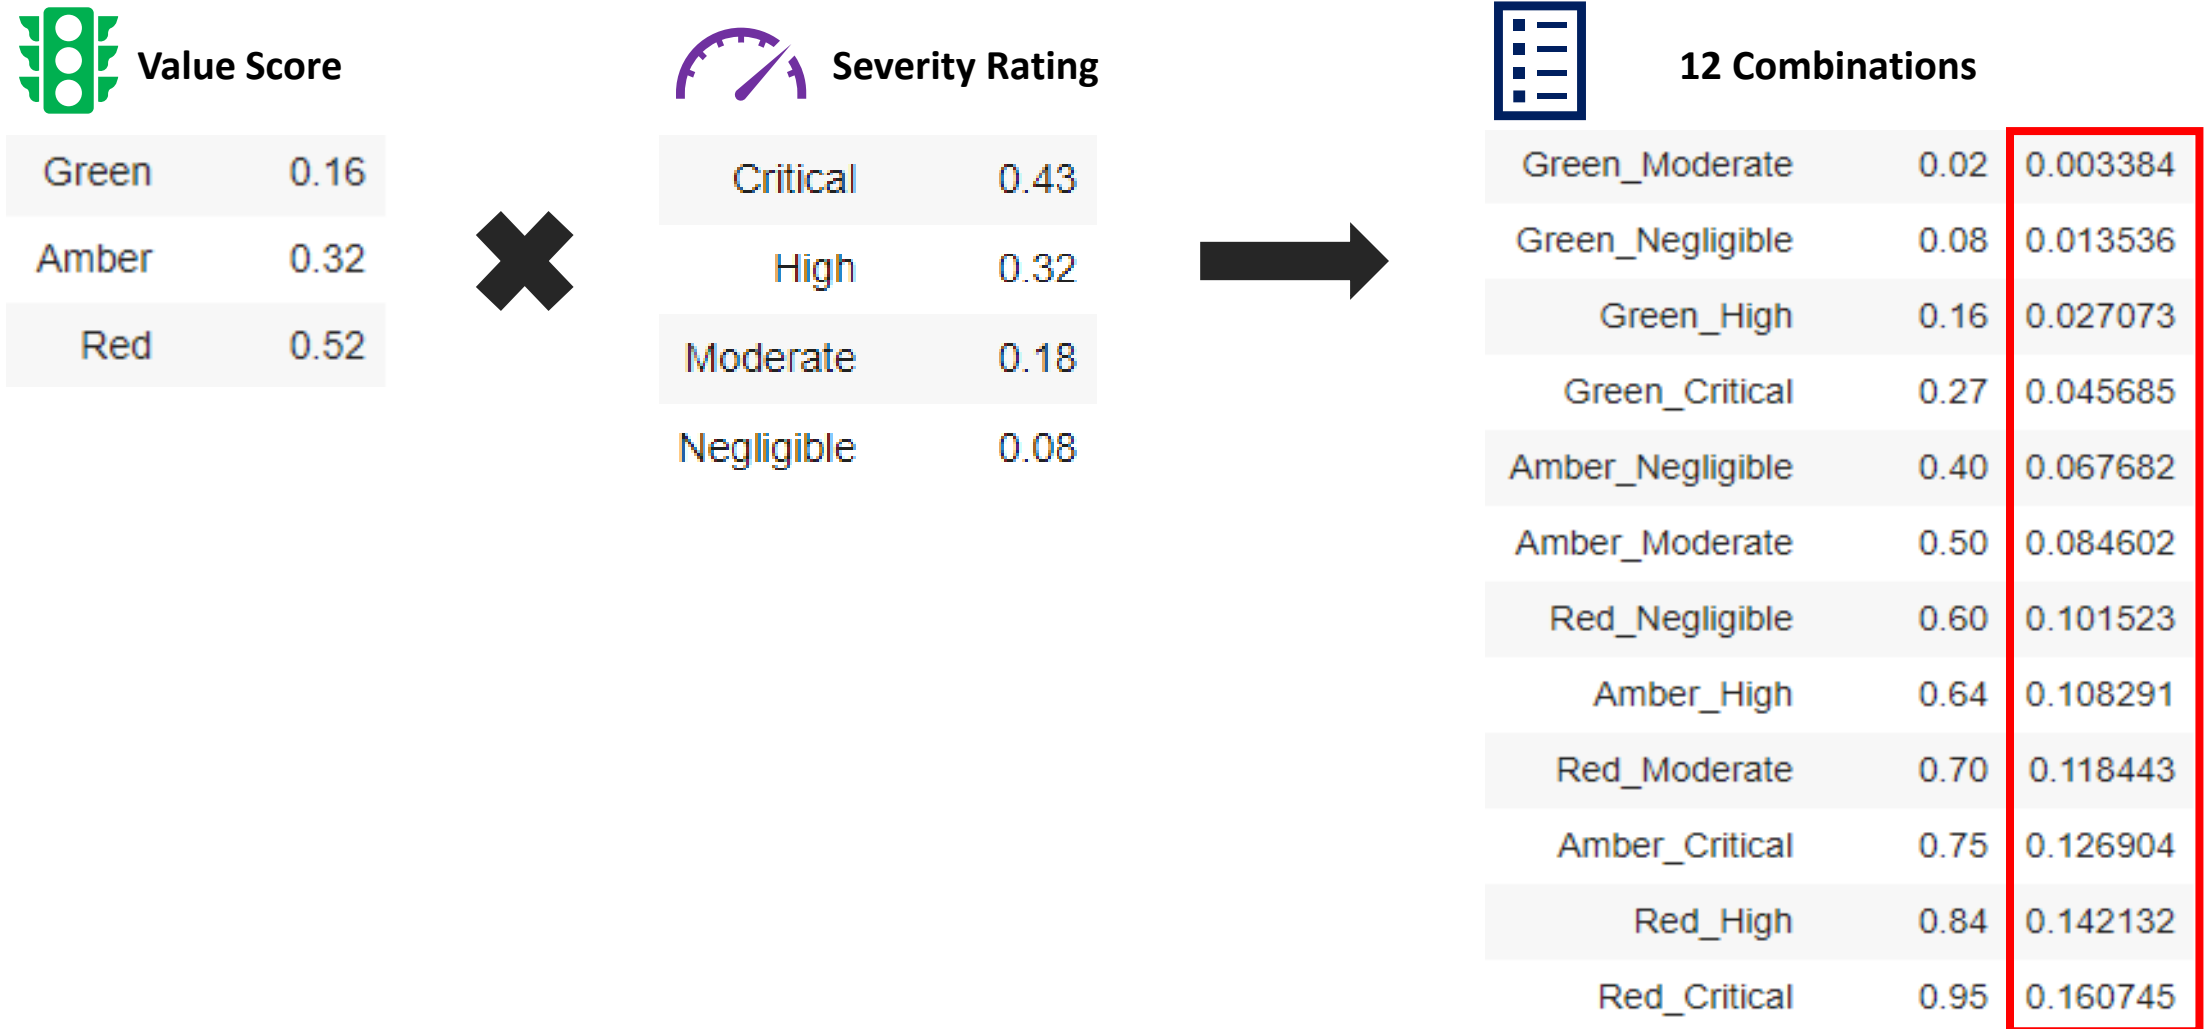 Value Score
Green 0.16
Amber 0.32
Red 0.52
Severity Rating
Critical 0.43
High 0.32
Moderate 0.18
Negligible 0.08
12 Combinations
Green_Moderate 0.02 0.003384
Green_Negligible 0.08 0.013536
Green_High 0.16 0.027073
Green_Critical 0.27 0.045685
Amber_Negligible 0.40 0.067682
Amber_Moderate 0.50 0.084602
Red_Negligible 0.60 0.101523
Amber_High 0.64 0.108291
Red_Moderate 0.70 0.118443
Amber_Critical 0.75 0.126904
Red_High 0.84 0.142132
Red_Critical 0.95 0.160745